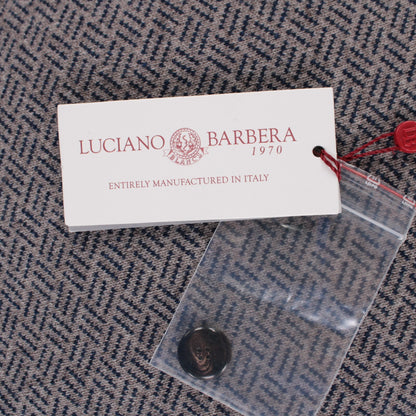 LUCIANO BARBERA
1970
ENTIRELY MANUFACTURED IN ITALY